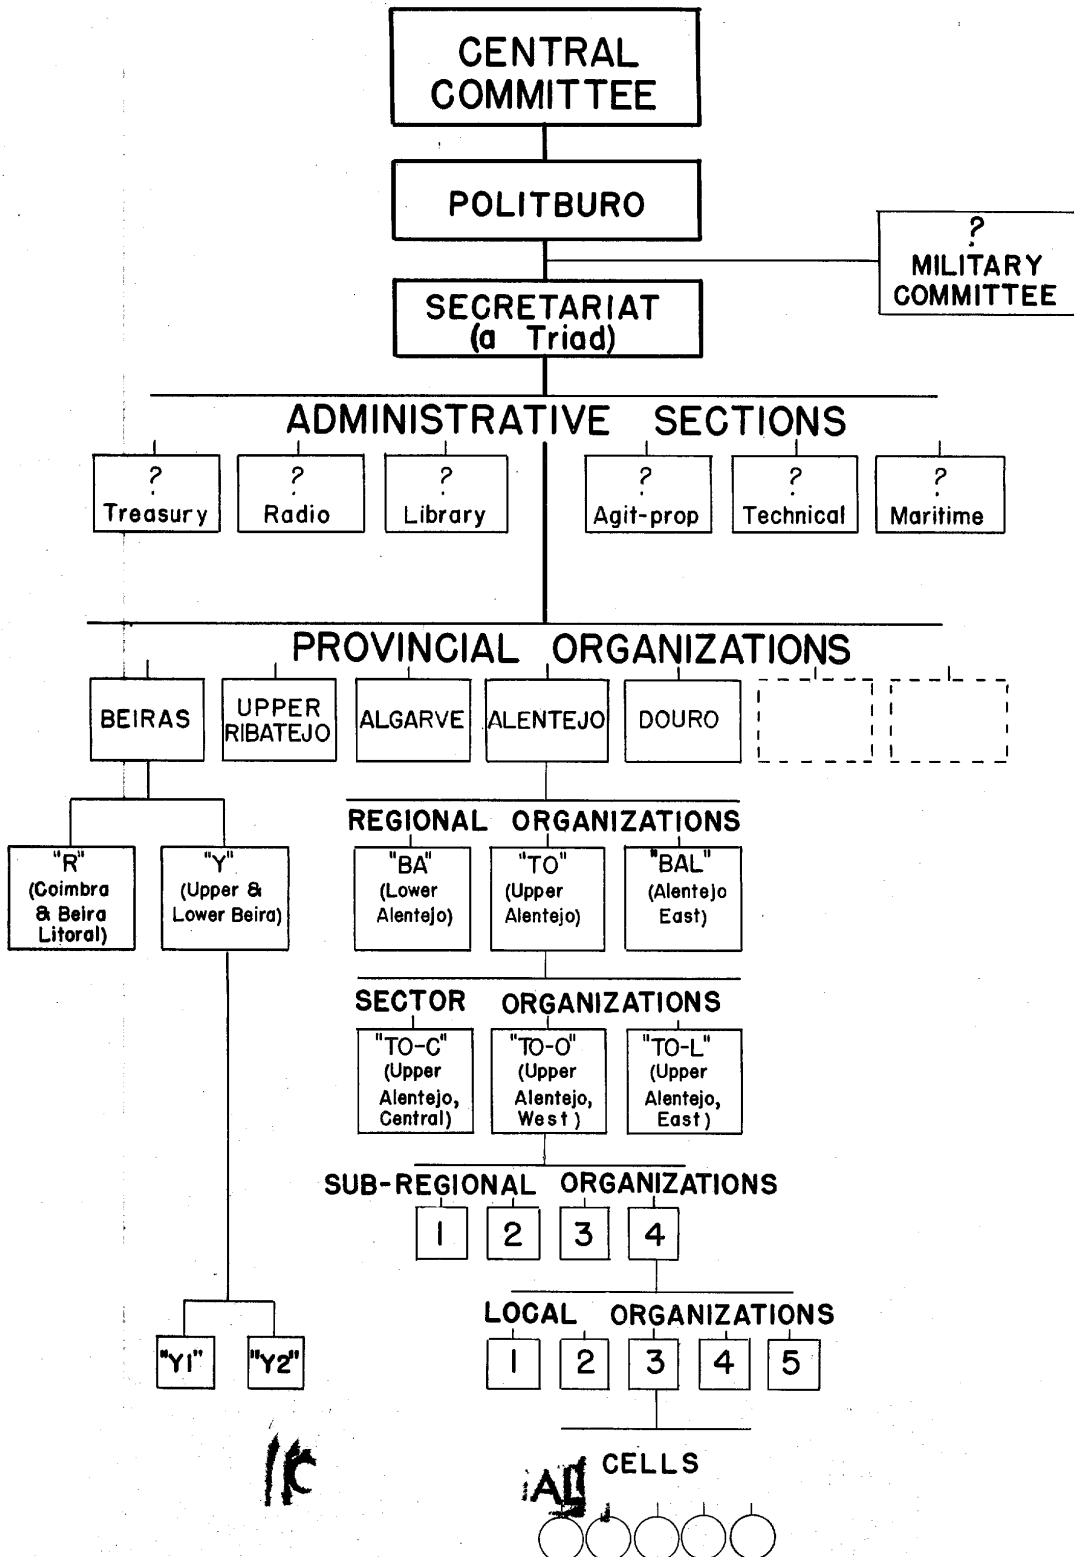 CENTRAL
COMMITTEE
POLITBURO
?
MILITARY
COMMITTEE
SECRETARIAT
(a Triad)
ADMINISTRATIVE SECTIONS
?
Treasury
?
Radio
?
Library
?
Agit-prop
?
Technical
?
Maritime
PROVINCIAL ORGANIZATIONS
BEIRAS
UPPER
RIBATEJO
ALGARVE
ALENTEJO
DOURO
"R"
(Coimbra
& Beira
Litoral)
"Y"
(Upper &
Lower Beira)
REGIONAL ORGANIZATIONS
"BA"
(Lower
Alentejo)
"TO"
(Upper
Alentejo)
"BAL"
(Alentejo
East)
SECTOR ORGANIZATIONS
"TO-C"
(Upper
Alentejo,
Central)
"TO-O"
(Upper
Alentejo,
West)
"TO-L"
(Upper
Alentejo,
East)
SUB-REGIONAL ORGANIZATIONS
1 2 3 4
LOCAL ORGANIZATIONS
1 2 3 4 5
"Y1" "Y2"
CELLS